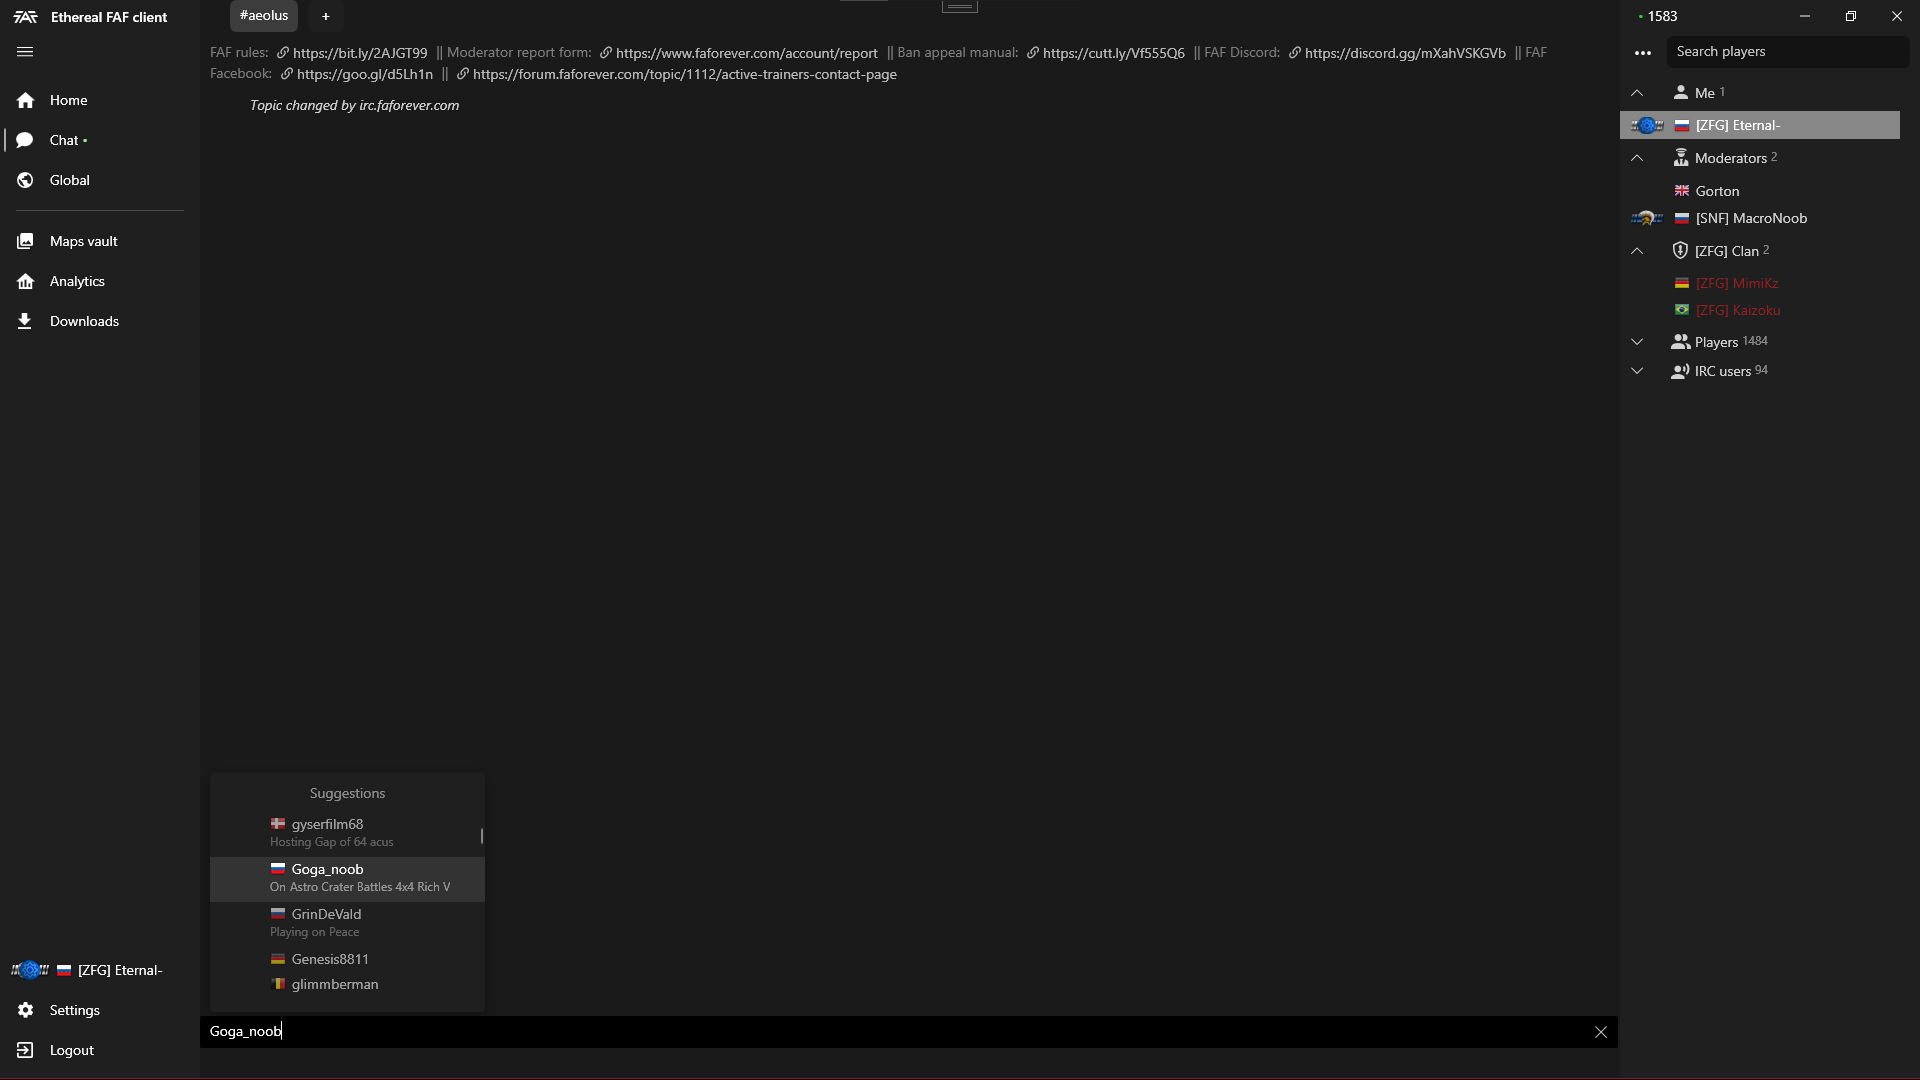 Ethereal FAF client
Home
Chat
Global
Maps vault
Analytics
Downloads
[ZFG] Eternal-
Settings
Logout
#aeolus +
FAF rules: https://bit.ly/2AJGT99 || Moderator report form: https://www.faforever.com/account/report || Ban appeal manual: https://cutt.ly/Vf555Q6 || FAF Discord: https://discord.gg/mXahVSKGVb || FAF
Facebook: https://goo.gl/d5Lh1n || https://forum.faforever.com/topic/1112/active-trainers-contact-page
Topic changed by irc.faforever.com
Suggestions
gyserfilm68
Hosting Gap of 64 acus
Goga_noob
On Astro Crater Battles 4x4 Rich V
GrinDeVald
Playing on Peace
Genesis8811
glimmberman
Goga_noob
1583
Search players
Me 1
[ZFG] Eternal-
Moderators 2
Gorton
[SNF] MacroNoob
[ZFG] Clan 2
[ZFG] MimiKz
[ZFG] Kaizoku
Players 1484
IRC users 94